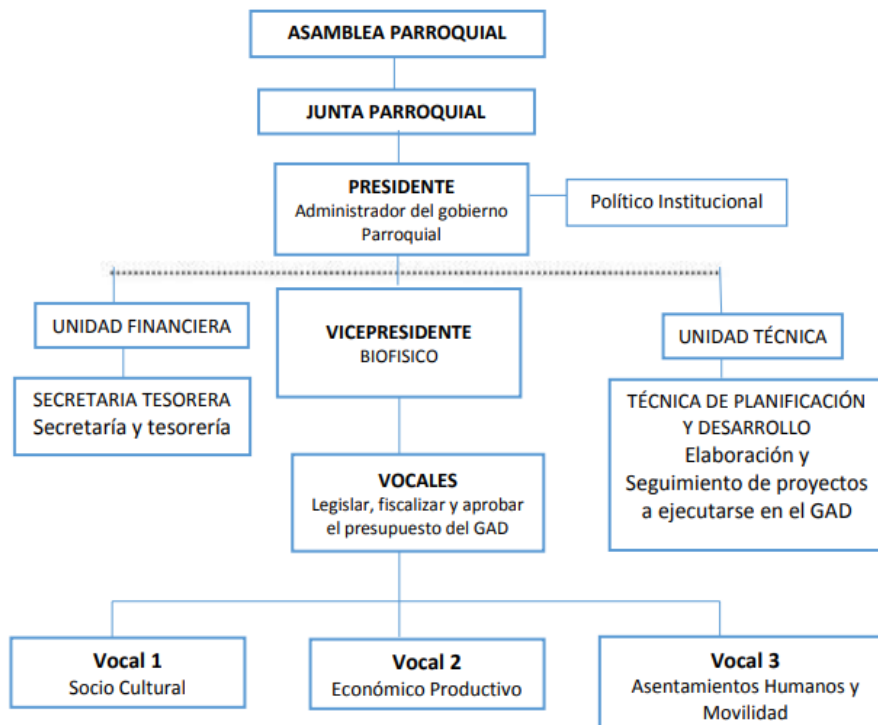 ASAMBLEA PARROQUIAL
JUNTA PARROQUIAL
PRESIDENTE
Administrador del gobierno
Parroquial
Político Institucional
UNIDAD FINANCIERA
VICEPRESIDENTE
BIOFISICO
UNIDAD TÉCNICA
SECRETARIA TESORERA
Secretaría y tesorería
TÉCNICA DE PLANIFICACIÓN
Y DESARROLLO
Elaboración y
Seguimiento de proyectos
a ejecutarse en el GAD
VOCALES
Legislar, fiscalizar y aprobar
el presupuesto del GAD
Vocal 1
Socio Cultural
Vocal 2
Económico Productivo
Vocal 3
Asentamientos Humanos y
Movilidad